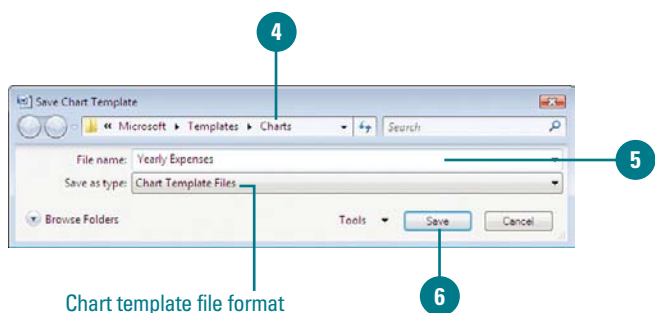 4
Save Chart Template
« Microsoft ▸ Templates ▸ Charts
Search
File name: Yearly Expenses
5
Save as type: Chart Template Files
Browse Folders
Tools
Save
Cancel
Chart template file format
6